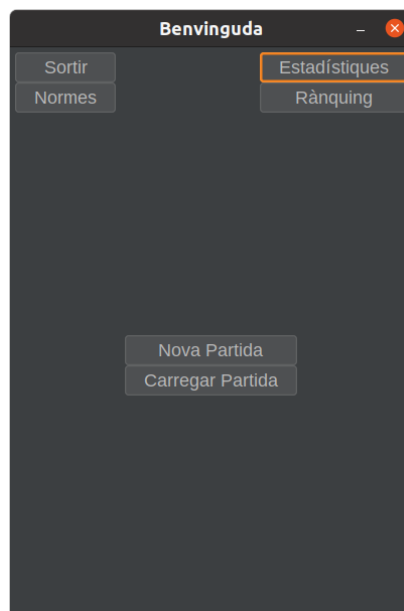 Benvinguda
Sortir
Estadístiques
Normes
Rànquing
Nova Partida
Carregar Partida